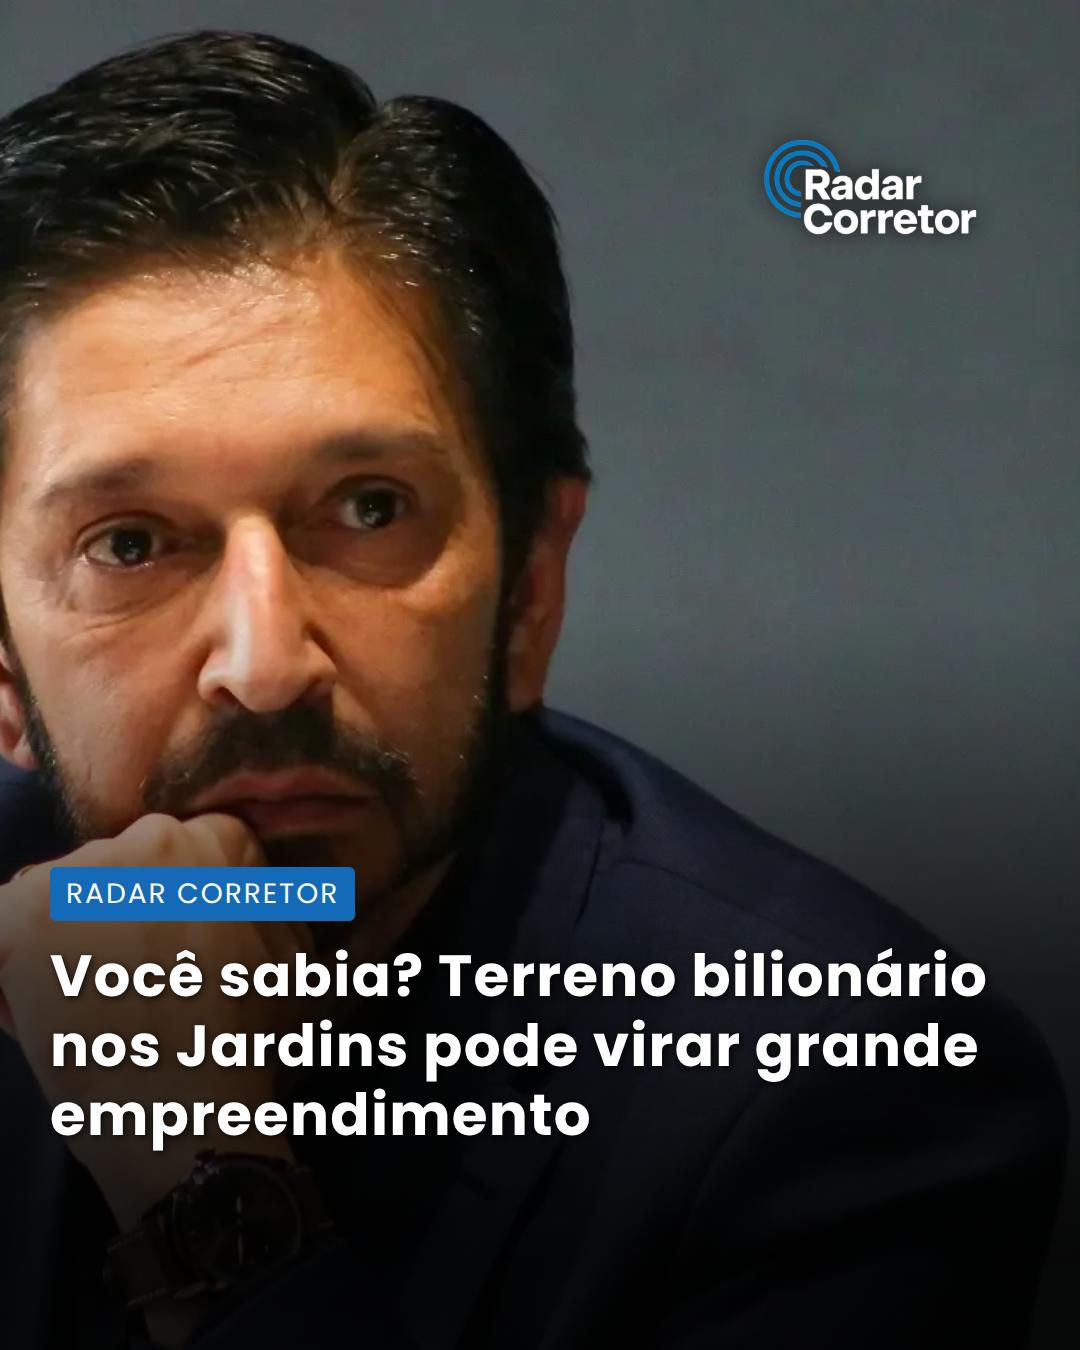 Radar
Corretor
RADAR CORRETOR
Você sabia? Terreno bilionário
nos Jardins pode virar grande
empreendimento